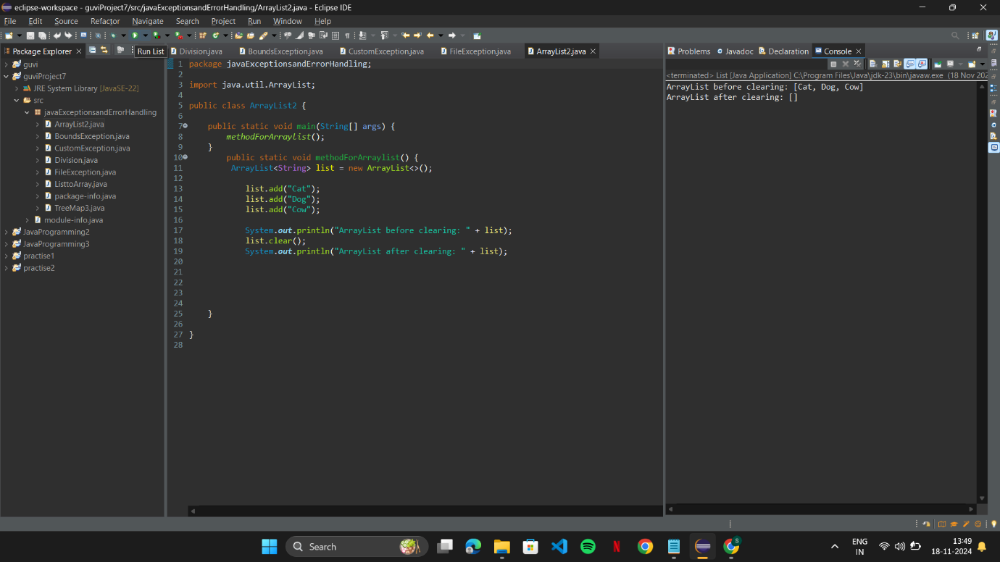 eclipse-workspace - guviProject7/src/javaExceptionsandErrorHandling/ArrayList2.java - Eclipse IDE
File Edit Source Refactor Navigate Search Project Run Window Help
Package Explorer
Run List
guvi
guviProject7
JRE System Library [JavaSE-22]
src
javaExceptionsandErrorHandling
ArrayList2.java
BoundsException.java
CustomException.java
Division.java
FileException.java
ListtoArray.java
package-info.java
TreeMap3.java
module-info.java
JavaProgramming2
JavaProgramming3
practise1
practise2
Division.java BoundsException.java CustomException.java FileException.java ArrayList2.java
1 package javaExceptionsandErrorHandling;
2
3 import java.util.ArrayList;
4
5 public class ArrayList2 {
6
7 public static void main(String[] args) {
8 methodForArraylist();
9 }
10 public static void methodForArraylist() {
11 ArrayList<String> list = new ArrayList<>();
12
13 list.add("Cat");
14 list.add("Dog");
15 list.add("Cow");
16
17 System.out.println("ArrayList before clearing: " + list);
18 list.clear();
19 System.out.println("ArrayList after clearing: " + list);
20
21
22
23
24
25 }
26
27 }
28
Problems Javadoc Declaration Console
<terminated> List [Java Application] C:\Program Files\Java\jdk-23\bin\javaw.exe (18 Nov 202
ArrayList before clearing: [Cat, Dog, Cow]
ArrayList after clearing: []
Search
ENG
IN
13:49
18-11-2024